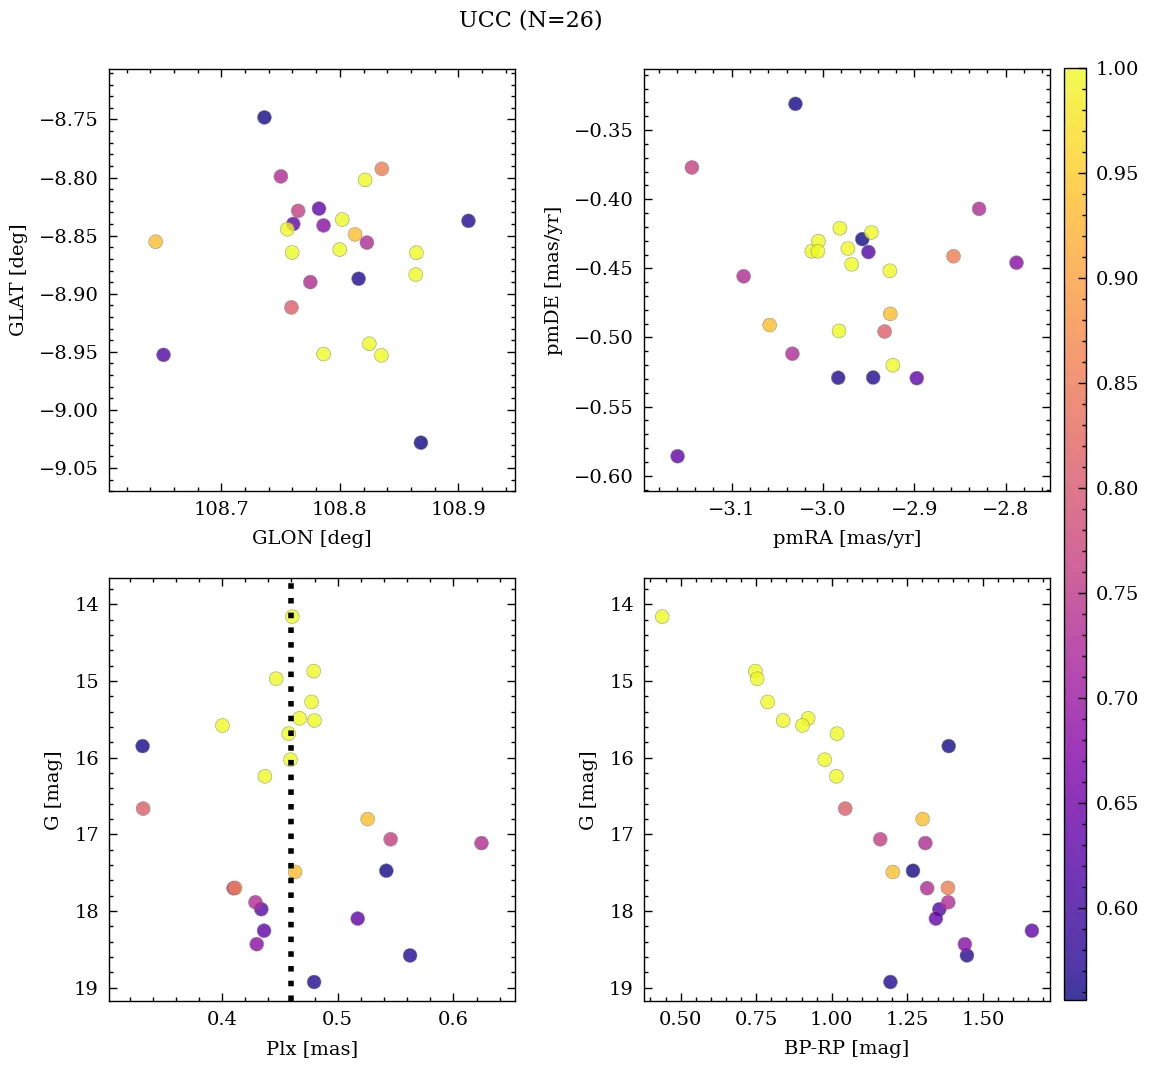 UCC (N=26)
−8.75
−8.80
−8.85
−8.90
−8.95
−9.00
−9.05
GLAT [deg]
108.7 108.8 108.9
GLON [deg]
−0.35
−0.40
−0.45
−0.50
−0.55
−0.60
pmDE [mas/yr]
−3.1 −3.0 −2.9 −2.8
pmRA [mas/yr]
14
15
16
17
18
19
G [mag]
0.4 0.5 0.6
Plx [mas]
14
15
16
17
18
19
G [mag]
0.50 0.75 1.00 1.25 1.50
BP-RP [mag]
1.00
0.95
0.90
0.85
0.80
0.75
0.70
0.65
0.60